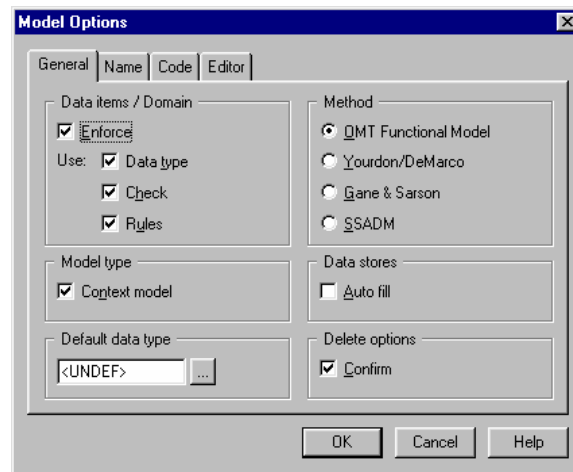 Model Options
General Name Code Editor
Data items / Domain
Enforce
Use: Data type
Check
Rules
Method
OMT Functional Model
Yourdon/DeMarco
Gane & Sarson
SSADM
Model type
Context model
Data stores
Auto fill
Default data type
<UNDEF> ...
Delete options
Confirm
OK Cancel Help